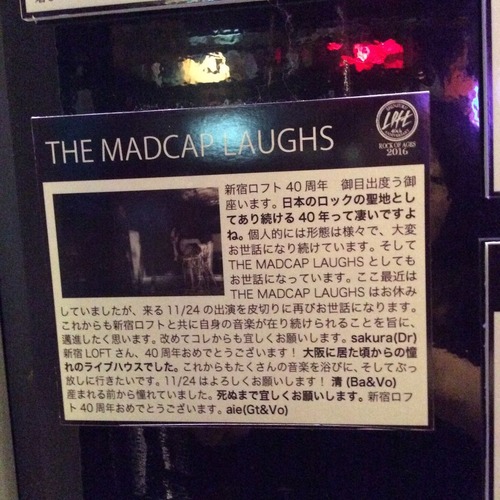 THE MADCAP LAUGHS
LOFT
40th
ANNIVERSARY
ROCK OF AGES
2016
新宿ロフト 40 周年　御目出度う御
座います。日本のロックの聖地とし
てあり続ける 40 年って凄いですよ
ね。個人的には形態は様々で、大変
お世話になり続けています。そして
THE MADCAP LAUGHS としても
お世話になっています。ここ最近は
THE MADCAP LAUGHS はお休み
していましたが、来る 11/24 の出演を皮切りに再びお世話になります。
これからも新宿ロフトと共に自身の音楽が在り続けられることを旨に、
邁進したく思います。改めてコレからも宜しくお願いします。sakura(Dr)
新宿 LOFT さん、40 周年おめでとうございます！ 大阪に居た頃からの憧
れのライブハウスでした。これからもたくさんの音楽を浴びに、そしてぶっ
放しに行きたいです。11/24 はよろしくお願いします！ 清 (Ba&Vo)
産まれる前から憧れていました。死ぬまで宜しくお願いします。新宿ロフ
ト 40 周年おめでとうございます。aie(Gt&Vo)